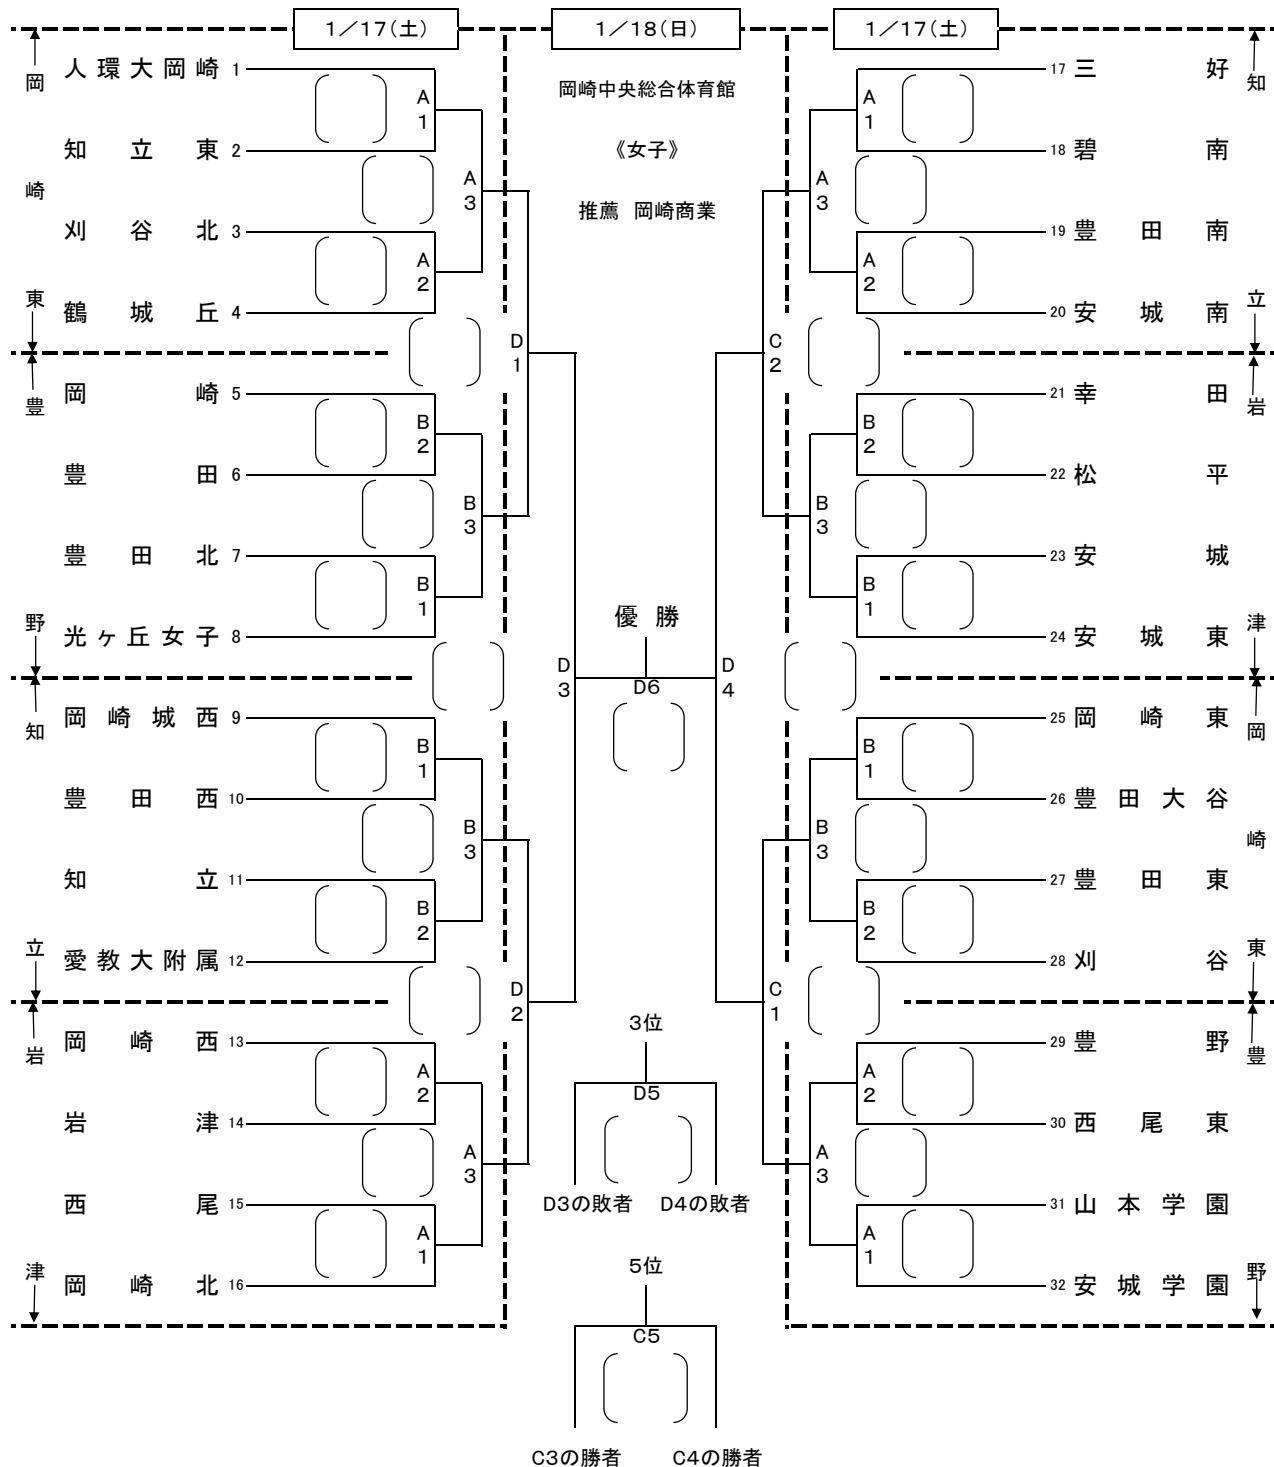 1／17(土)
1／18(日)
1／17(土)
岡崎中央総合体育館
《女子》
推薦 岡崎商業
岡崎東
人環大岡崎 1
知立東 2
刈谷北 3
鶴城丘 4
A1
A2
A3
豊野
岡崎 5
豊田 6
豊田北 7
光ヶ丘女子 8
B2
B1
B3
D1
知立
岡崎城西 9
豊田西 10
知立 11
愛教大附属 12
B1
B2
B3
岩津
岡崎西 13
岩津 14
西尾 15
岡崎北 16
A2
A1
A3
D2
D3
優勝
D6
D4
知立
17 三好
18 碧南
19 豊田南
20 安城南
A1
A2
A3
岩津
21 幸田
22 松平
23 安城
24 安城東
B2
B1
B3
C2
岡崎東
25 岡崎東
26 豊田大谷
27 豊田東
28 刈谷
B1
B2
B3
豊野
29 豊野
30 西尾東
31 山本学園
32 安城学園
A2
A1
A3
C1
3位
D5
D3の敗者 D4の敗者
5位
C5
C3の勝者 C4の勝者